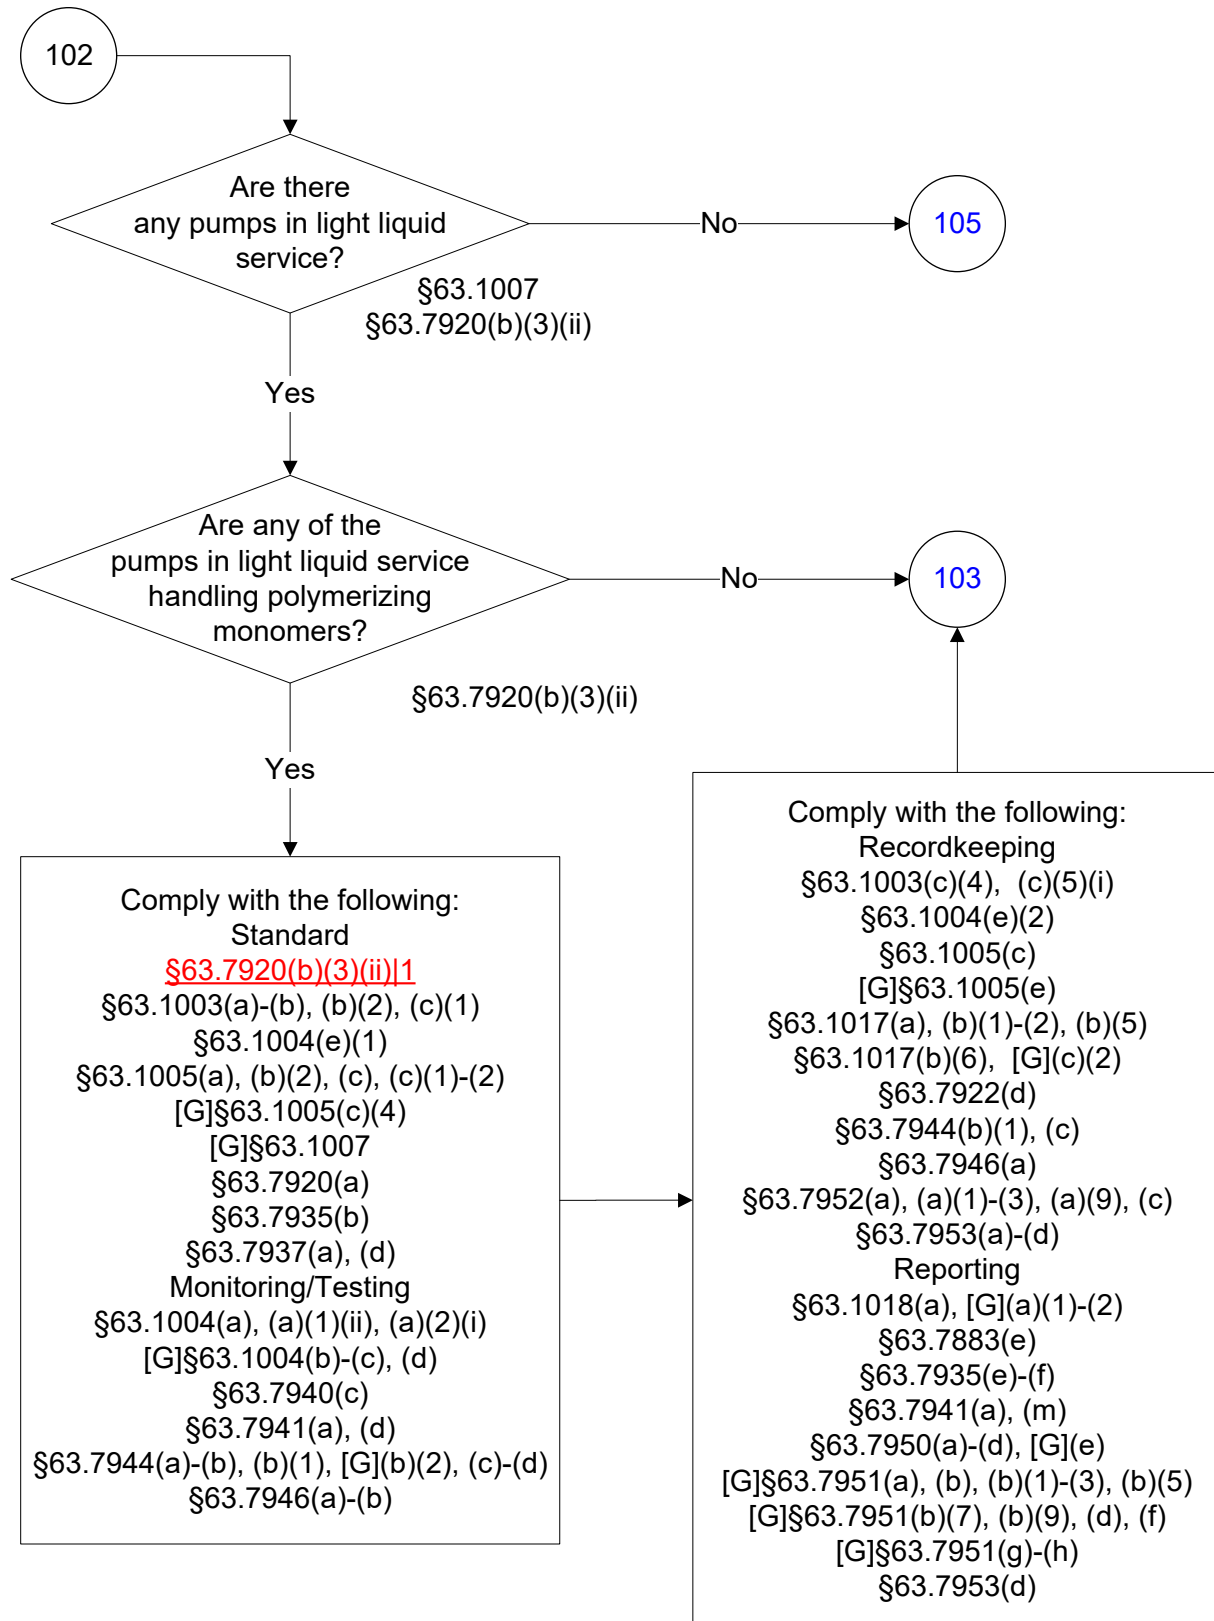 102
Are there
any pumps in light liquid
service?
No
105
§63.1007
§63.7920(b)(3)(ii)
Yes
Are any of the
pumps in light liquid service
handling polymerizing
monomers?
No
103
§63.7920(b)(3)(ii)
Yes
Comply with the following:
Standard
§63.7920(b)(3)(ii)|1
§63.1003(a)-(b), (b)(2), (c)(1)
§63.1004(e)(1)
§63.1005(a), (b)(2), (c), (c)(1)-(2)
[G]§63.1005(c)(4)
[G]§63.1007
§63.7920(a)
§63.7935(b)
§63.7937(a), (d)
Monitoring/Testing
§63.1004(a), (a)(1)(ii), (a)(2)(i)
[G]§63.1004(b)-(c), (d)
§63.7940(c)
§63.7941(a), (d)
§63.7944(a)-(b), (b)(1), [G](b)(2), (c)-(d)
§63.7946(a)-(b)
Comply with the following:
Recordkeeping
§63.1003(c)(4), (c)(5)(i)
§63.1004(e)(2)
§63.1005(c)
[G]§63.1005(e)
§63.1017(a), (b)(1)-(2), (b)(5)
§63.1017(b)(6), [G](c)(2)
§63.7922(d)
§63.7944(b)(1), (c)
§63.7946(a)
§63.7952(a), (a)(1)-(3), (a)(9), (c)
§63.7953(a)-(d)
Reporting
§63.1018(a), [G](a)(1)-(2)
§63.7883(e)
§63.7935(e)-(f)
§63.7941(a), (m)
§63.7950(a)-(d), [G](e)
[G]§63.7951(a), (b), (b)(1)-(3), (b)(5)
[G]§63.7951(b)(7), (b)(9), (d), (f)
[G]§63.7951(g)-(h)
§63.7953(d)